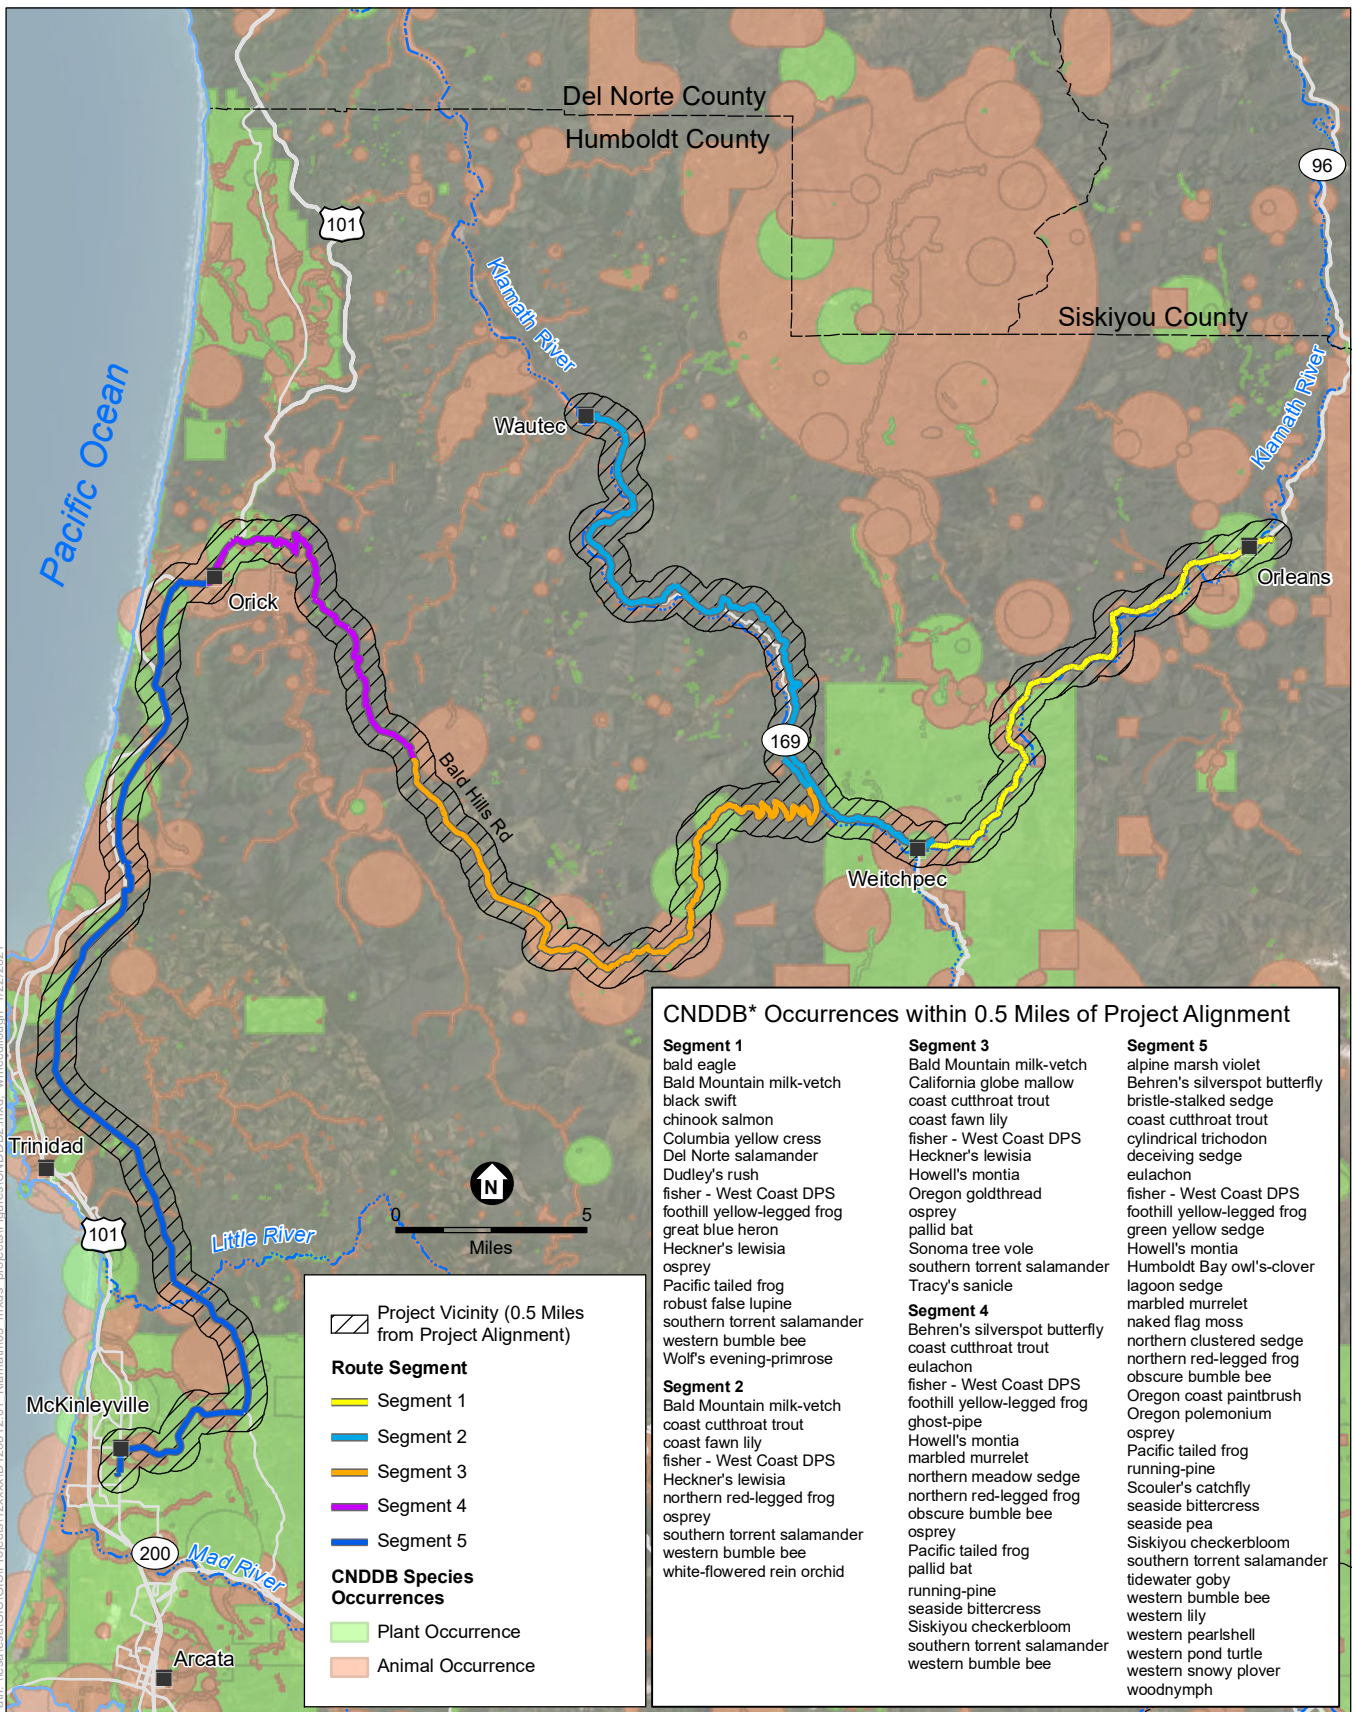 Del Norte County
Humboldt County
96
101
Klamath River
Siskiyou County
Pacific Ocean
Wautec
Klamath River
Orleans
Orick
169
Bald Hills Rd
Weitchpec
Trinidad
N
0 5
Miles
101
Little River
McKinleyville
200
Mad River
Arcata
Project Vicinity (0.5 Miles
from Project Alignment)
Route Segment
Segment 1
Segment 2
Segment 3
Segment 4
Segment 5
CNDDB Species
Occurrences
Plant Occurrence
Animal Occurrence
CNDDB* Occurrences within 0.5 Miles of Project Alignment
Segment 1
bald eagle
Bald Mountain milk-vetch
black swift
chinook salmon
Columbia yellow cress
Del Norte salamander
Dudley's rush
fisher - West Coast DPS
foothill yellow-legged frog
great blue heron
Heckner's lewisia
osprey
Pacific tailed frog
robust false lupine
southern torrent salamander
western bumble bee
Wolf's evening-primrose
Segment 2
Bald Mountain milk-vetch
coast cutthroat trout
coast fawn lily
fisher - West Coast DPS
Heckner's lewisia
northern red-legged frog
osprey
southern torrent salamander
western bumble bee
white-flowered rein orchid
Segment 3
Bald Mountain milk-vetch
California globe mallow
coast cutthroat trout
coast fawn lily
fisher - West Coast DPS
Heckner's lewisia
Howell's montia
Oregon goldthread
osprey
pallid bat
Sonoma tree vole
southern torrent salamander
Tracy's sanicle
Segment 4
Behren's silverspot butterfly
coast cutthroat trout
eulachon
fisher - West Coast DPS
foothill yellow-legged frog
ghost-pipe
Howell's montia
marbled murrelet
northern meadow sedge
northern red-legged frog
obscure bumble bee
osprey
Pacific tailed frog
pallid bat
running-pine
seaside bittercress
Siskiyou checkerbloom
southern torrent salamander
western bumble bee
Segment 5
alpine marsh violet
Behren's silverspot butterfly
bristle-stalked sedge
coast cutthroat trout
cylindrical trichodon
deceiving sedge
eulachon
fisher - West Coast DPS
foothill yellow-legged frog
green yellow sedge
Howell's montia
Humboldt Bay owl's-clover
lagoon sedge
marbled murrelet
naked flag moss
northern clustered sedge
northern red-legged frog
obscure bumble bee
Oregon coast paintbrush
Oregon polemonium
osprey
Pacific tailed frog
running-pine
Scouler's catchfly
seaside bittercress
seaside pea
Siskiyou checkerbloom
southern torrent salamander
tidewater goby
western bumble bee
western lily
western pearlshell
western pond turtle
western snowy plover
woodnymph